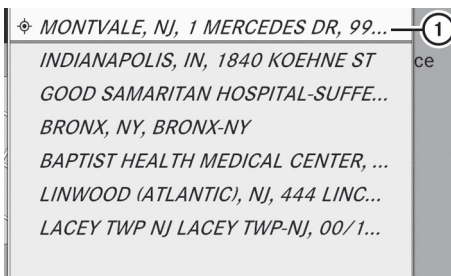 MONTVALE, NJ, 1 MERCEDES DR, 99... 1
INDIANAPOLIS, IN, 1840 KOEHNE ST ce
GOOD SAMARITAN HOSPITAL-SUFFE...
BRONX, NY, BRONX-NY
BAPTIST HEALTH MEDICAL CENTER, ...
LINWOOD (ATLANTIC), NJ, 444 LINC...
LACEY TWP NJ LACEY TWP-NJ, 00/1...